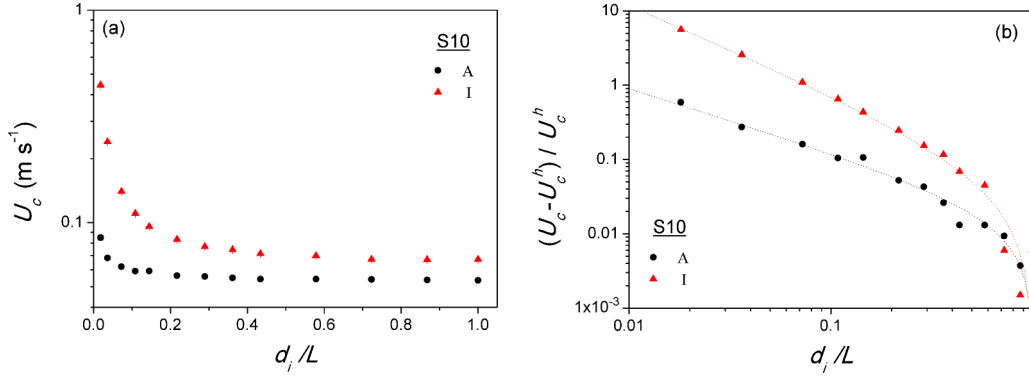 (a)
S10
A
I
1
0.1
U_c (m s⁻¹)
0.0 0.2 0.4 0.6 0.8 1.0
d_i /L
(b)
10
1
0.1
0.01
1x10⁻³
(U_c-U_c^h) / U_c^h
S10
A
I
0.01 0.1
d_i /L